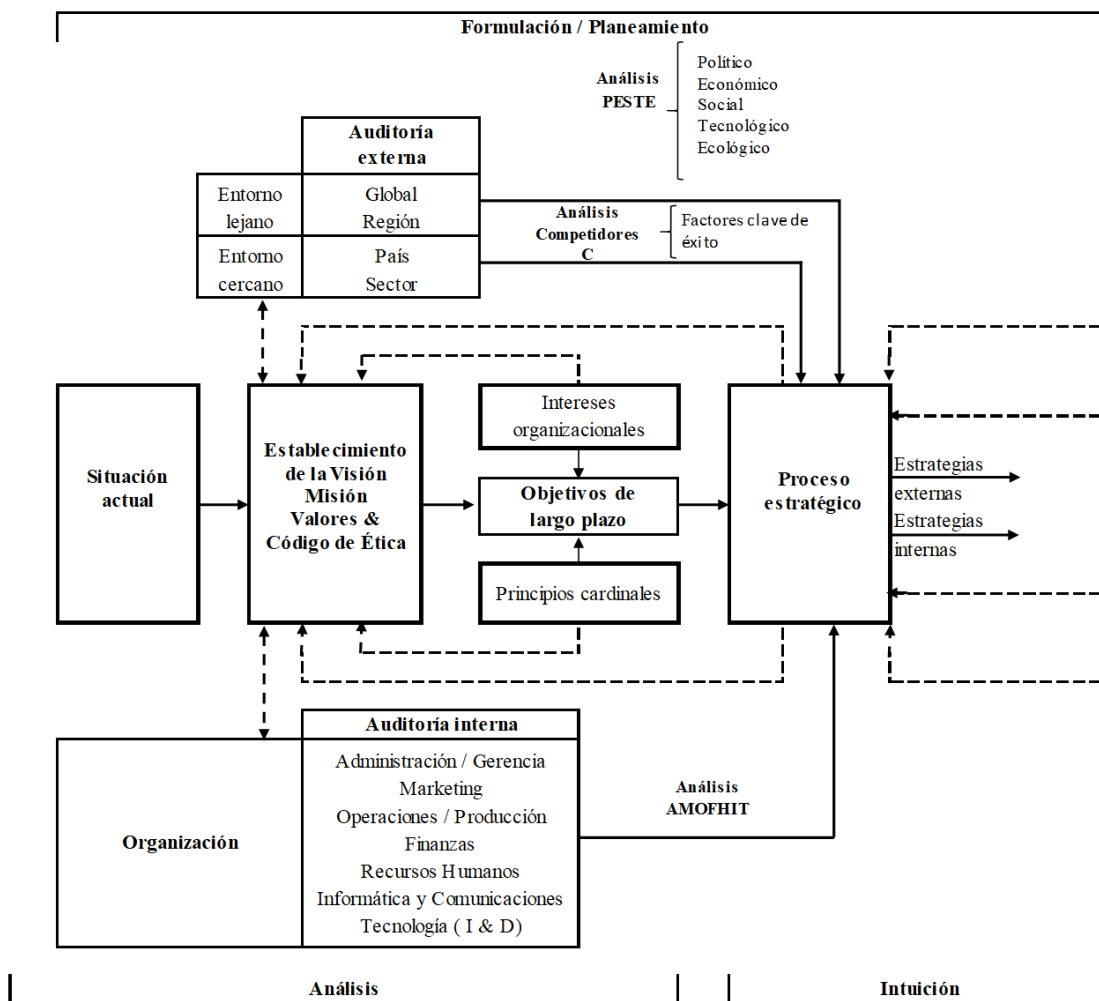 Formulación / Planeamiento
Análisis
PESTE
Político
Económico
Social
Tecnológico
Ecológico
Auditoría
externa
Entorno
lejano
Global
Región
Entorno
cercano
País
Sector
Análisis
Competidores
C
Factores clave de
éxito
Situación
actual
Establecimiento
de la Visión
Misión
Valores &
Código de Ética
Intereses
organizacionales
Objetivos de
largo plazo
Principios cardinales
Proceso
estratégico
Estrategias
externas
Estrategias
internas
Organización
Auditoría interna
Administración / Gerencia
Marketing
Operaciones / Producción
Finanzas
Recursos Humanos
Informática y Comunicaciones
Tecnología ( I & D)
Análisis
AMOFHIT
Análisis
Intuición